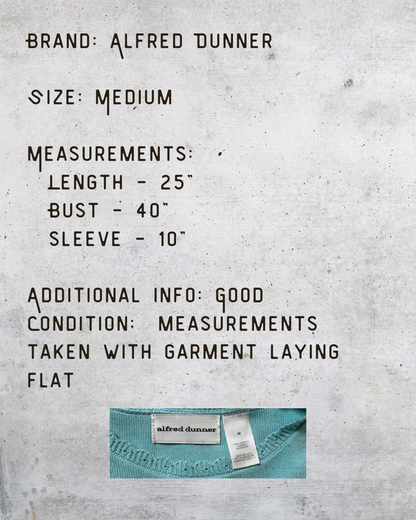 BRAND: ALFRED DUNNER
SIZE: MEDIUM
MEASUREMENTS:
LENGTH - 25"
BUST - 40"
SLEEVE - 10"
ADDITIONAL INFO: GOOD
CONDITION: MEASUREMENTS
TAKEN WITH GARMENT LAYING
FLAT
alfred dunner